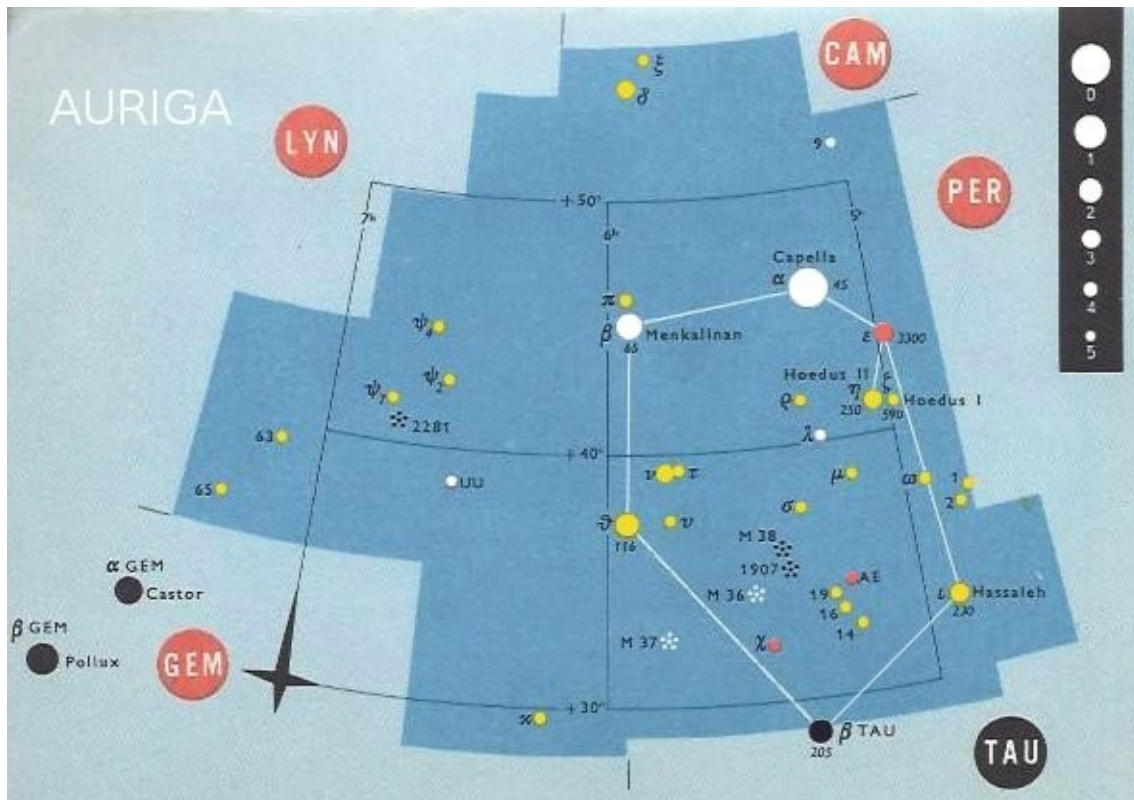 AURIGA
LYN
CAM
PER
GEM
TAU
0
1
2
3
4
5
ξ
δ
9
+50°
7ʰ
6ʰ
5ʰ
Capella
α 45
π
β Menkalinan
65
ε 3300
Hoedus II ξ
η Hoedus I
250 590
ψ4
ψ2
ψ7
2281
ϱ
λ
63
65
+40°
UU
ν τ
μ
ω
1
2
σ
ϑ υ
116
M 38
1907
AE
M 36
19
16
14
ι Hassaleh
230
M 37
χ
α GEM
Castor
β GEM
Pollux
+30°
ϰ
β TAU
205